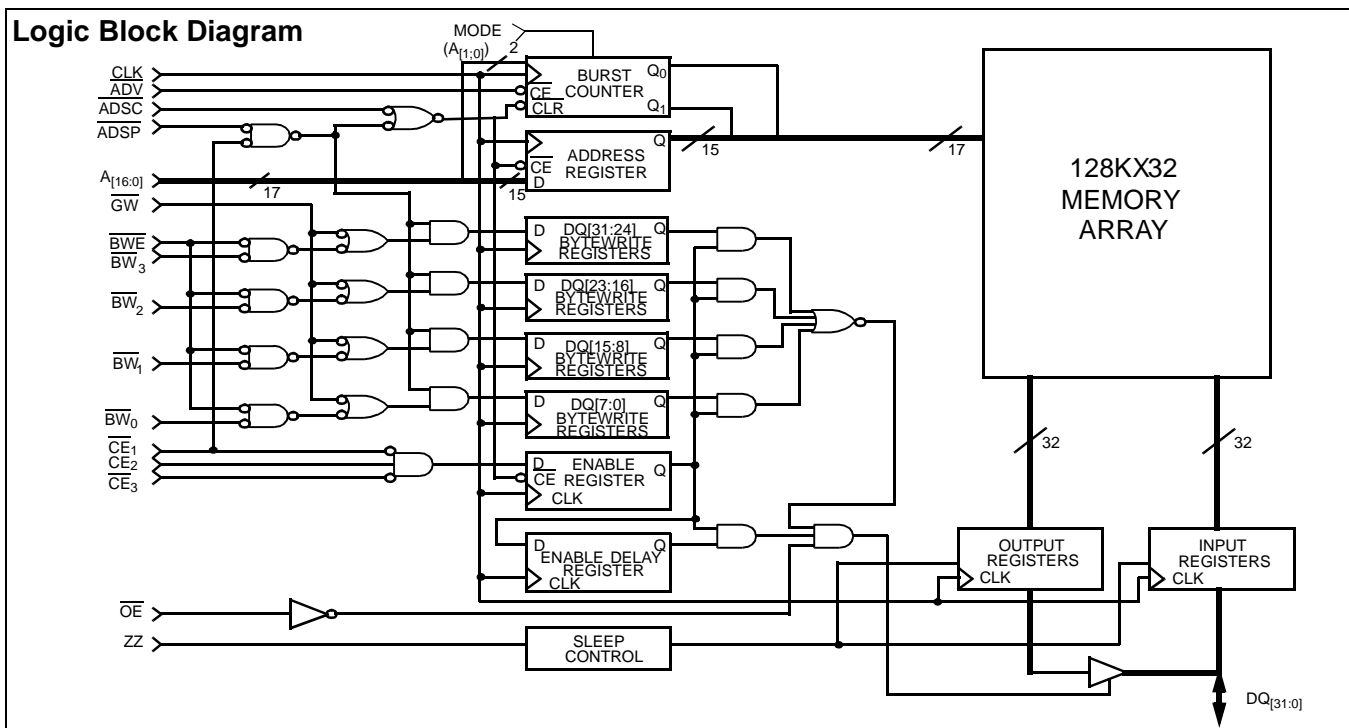 Logic Block Diagram
MODE
(A[1;0])
2
CLK
ADV
ADSC
ADSP
A[16:0]
GW
BWE
BW3
BW2
BW1
BW0
CE1
CE2
CE3
OE
ZZ
BURST
COUNTER
CE
CLR
Q0
Q1
ADDRESS
REGISTER
CE
D
Q
17
15
15
17
128KX32
MEMORY
ARRAY
D
DQ[31:24]
BYTEWRITE
REGISTERS
Q
D
DQ[23:16]
BYTEWRITE
REGISTERS
Q
D
DQ[15:8]
BYTEWRITE
REGISTERS
Q
D
DQ[7:0]
BYTEWRITE
REGISTERS
Q
D
ENABLE
REGISTER
CE
CLK
Q
D
ENABLE DELAY
REGISTER
CLK
Q
SLEEP
CONTROL
32
32
OUTPUT
REGISTERS
CLK
INPUT
REGISTERS
CLK
DQ[31:0]